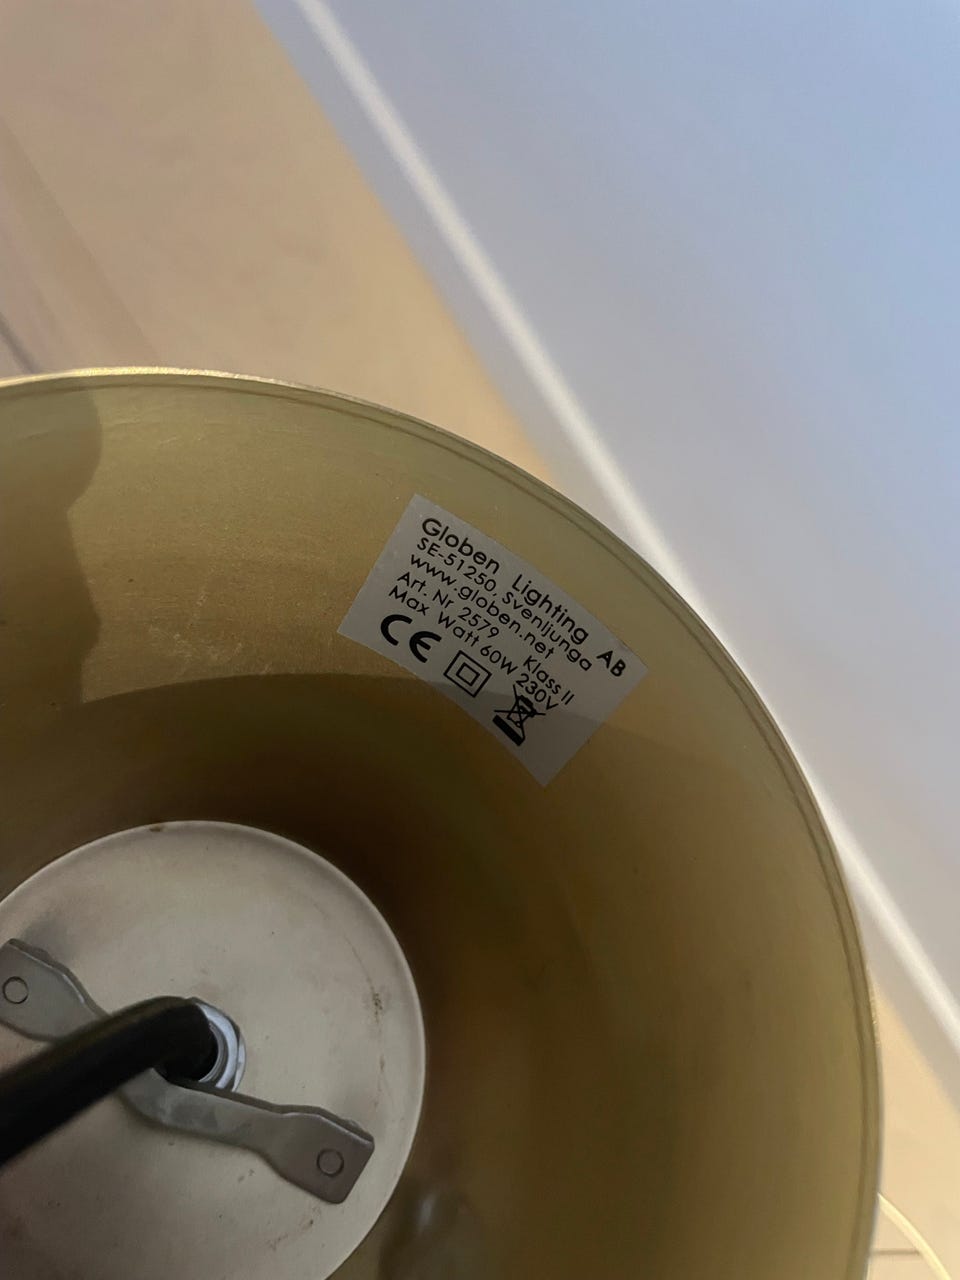 Globen Lighting AB
SE-51250, Svenljunga
www.globen.net
Art. Nr 2579 Klass II
Max Watt 60W 230V
CE